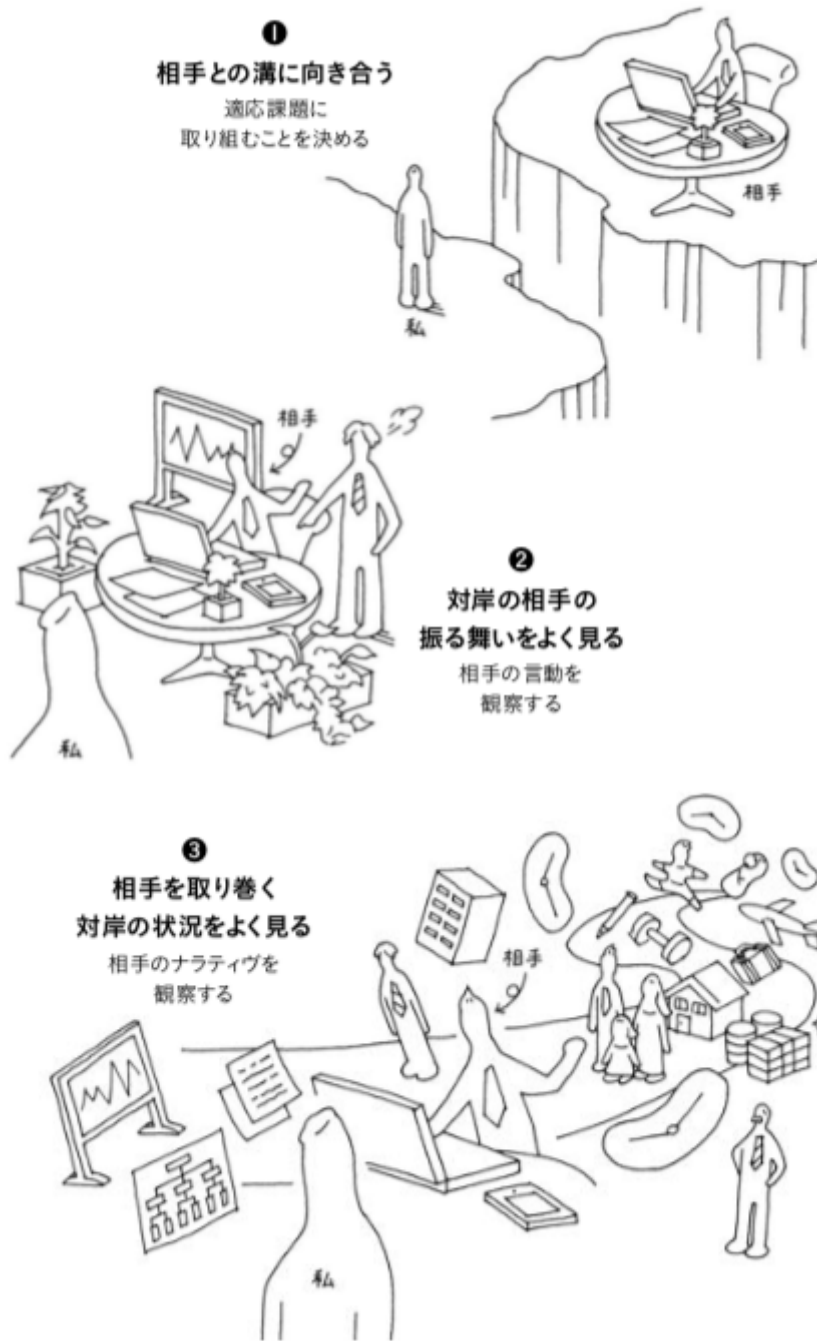 ❶
相手との溝に向き合う
適応課題に
取り組むことを決める
相手
私
相手
❷
対岸の相手の
振る舞いをよく見る
相手の言動を
観察する
私
❸
相手を取り巻く
対岸の状況をよく見る
相手のナラティヴを
観察する
相手
私